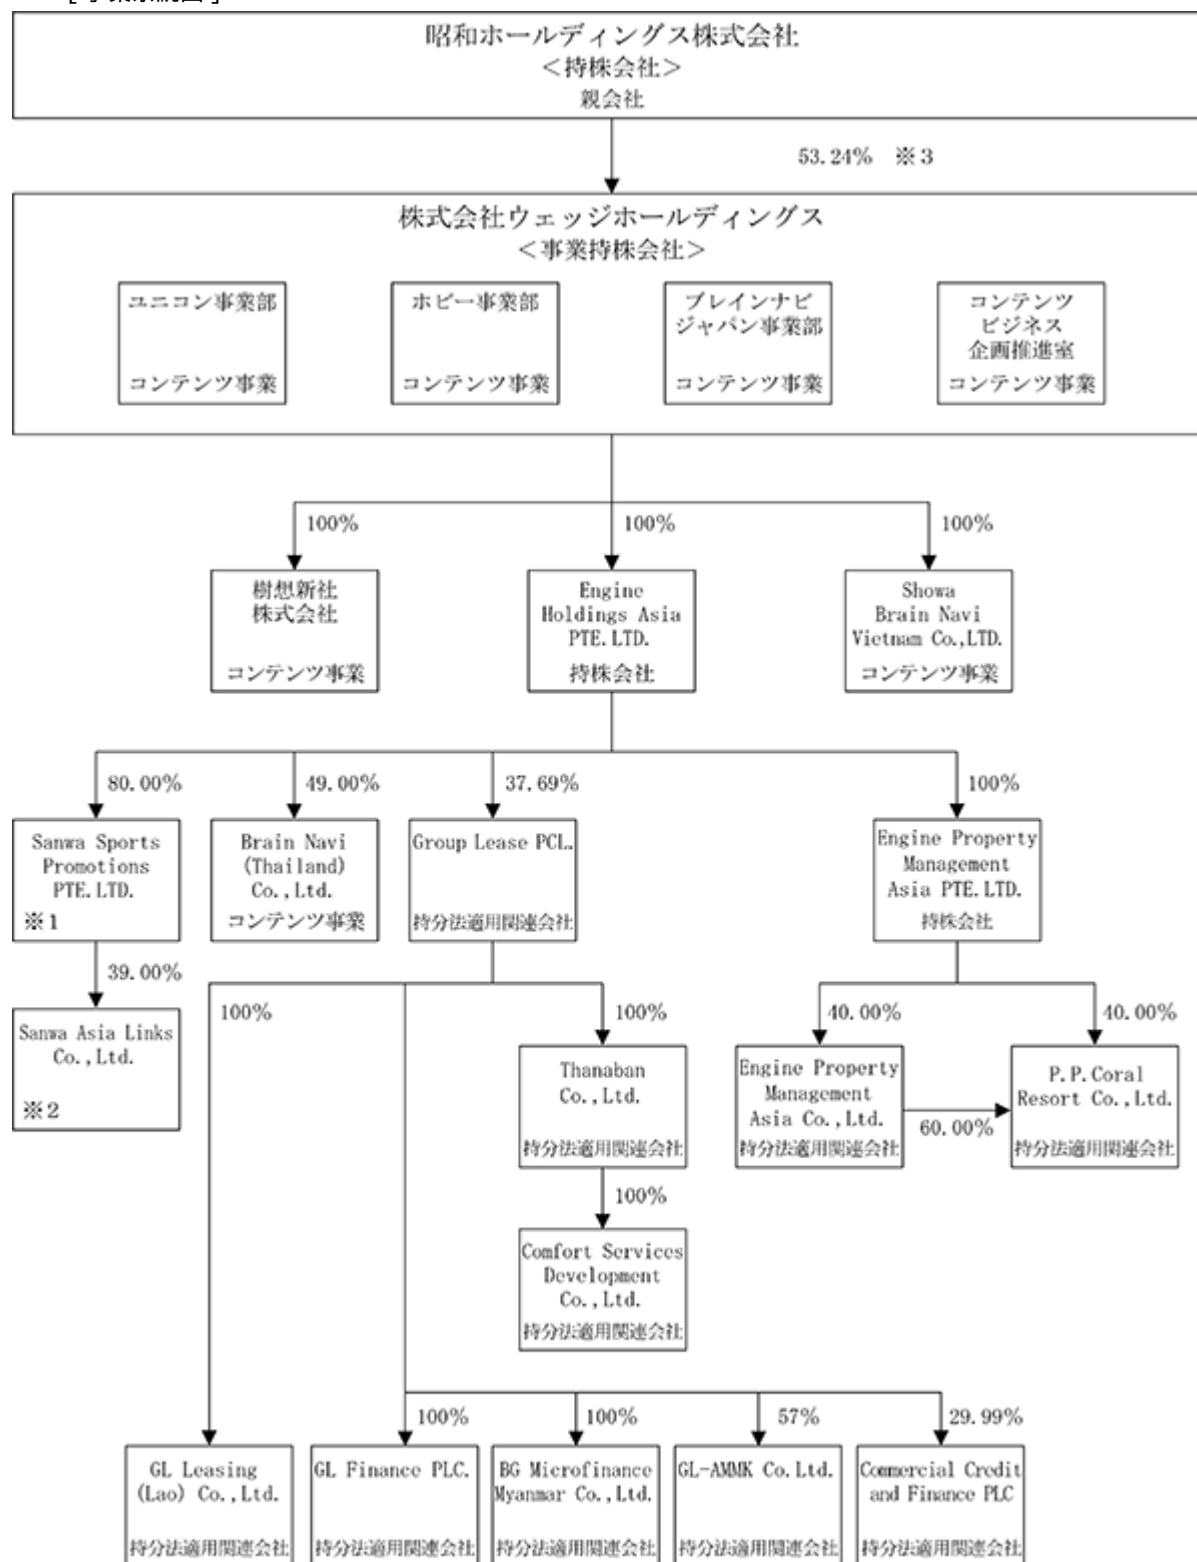 [事業系統図]
昭和ホールディングス株式会社
<持株会社>
親会社
53.24% ※3
株式会社ウェッジホールディングス
<事業持株会社>
ユニコン事業部
コンテンツ事業
ホビー事業部
コンテンツ事業
ブレインナビ
ジャパン事業部
コンテンツ事業
コンテンツ
ビジネス
企画推進室
コンテンツ事業
100%
100%
100%
樹想新社
株式会社
コンテンツ事業
Engine
Holdings Asia
PTE.LTD.
持株会社
Showa
Brain Navi
Vietnam Co.,LTD.
コンテンツ事業
80.00%
49.00%
37.69%
100%
Sanwa Sports
Promotions
PTE.LTD.
※1
Brain Navi
(Thailand)
Co.,Ltd.
コンテンツ事業
Group Lease PCL.
持分法適用関連会社
Engine Property
Management
Asia PTE.LTD.
持株会社
39.00%
100%
100%
40.00%
40.00%
Sanwa Asia Links
Co.,Ltd.
※2
Thanaban
Co.,Ltd.
持分法適用関連会社
Engine Property
Management
Asia Co.,Ltd.
持分法適用関連会社
60.00%
P.P.Coral
Resort Co.,Ltd.
持分法適用関連会社
100%
Comfort Services
Development
Co.,Ltd.
持分法適用関連会社
100%
100%
57%
29.99%
GL Leasing
(Lao) Co.,Ltd.
持分法適用関連会社
GL Finance PLC.
持分法適用関連会社
BG Microfinance
Myanmar Co.,Ltd.
持分法適用関連会社
GL-AMMK Co.Ltd.
持分法適用関連会社
Commercial Credit
and Finance PLC
持分法適用関連会社